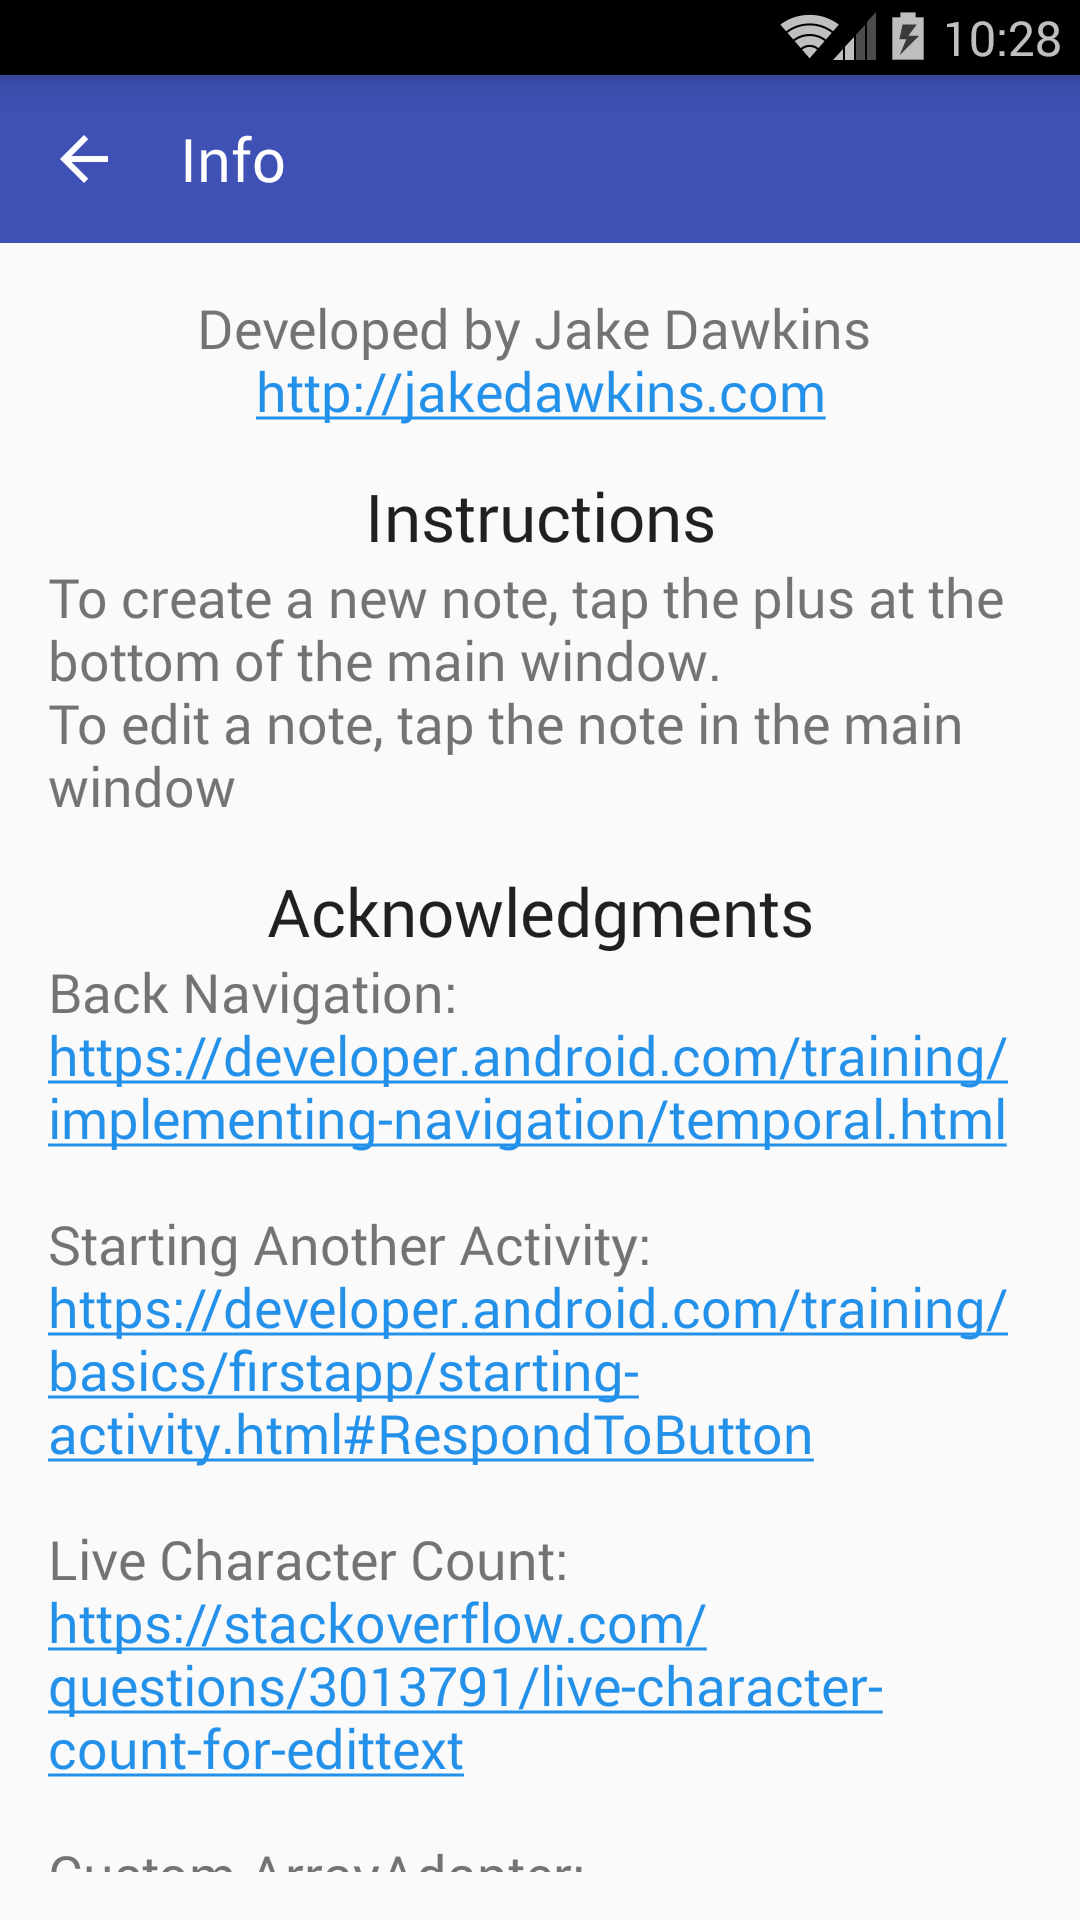 10:28
Info
Developed by Jake Dawkins
http://jakedawkins.com
Instructions
To create a new note, tap the plus at the
bottom of the main window.
To edit a note, tap the note in the main
window
Acknowledgments
Back Navigation:
https://developer.android.com/training/
implementing-navigation/temporal.html
Starting Another Activity:
https://developer.android.com/training/
basics/firstapp/starting-
activity.html#RespondToButton
Live Character Count:
https://stackoverflow.com/
questions/3013791/live-character-
count-for-edittext
Custom ArrayAdapter: